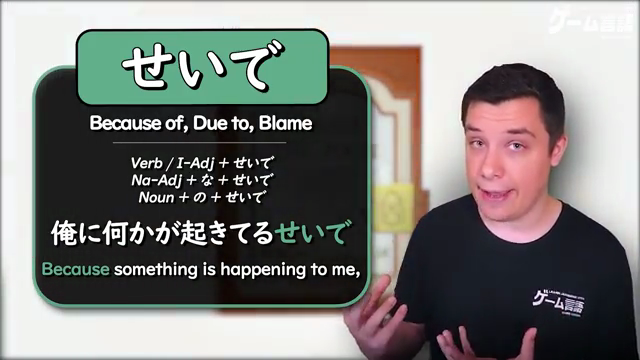 ゲーム言語
せいで
Because of, Due to, Blame
Verb / I-Adj + せいで
Na-Adj + な + せいで
Noun + の + せいで
俺に何かが起きてるせいで
Because something is happening to me,
ゲーム言語